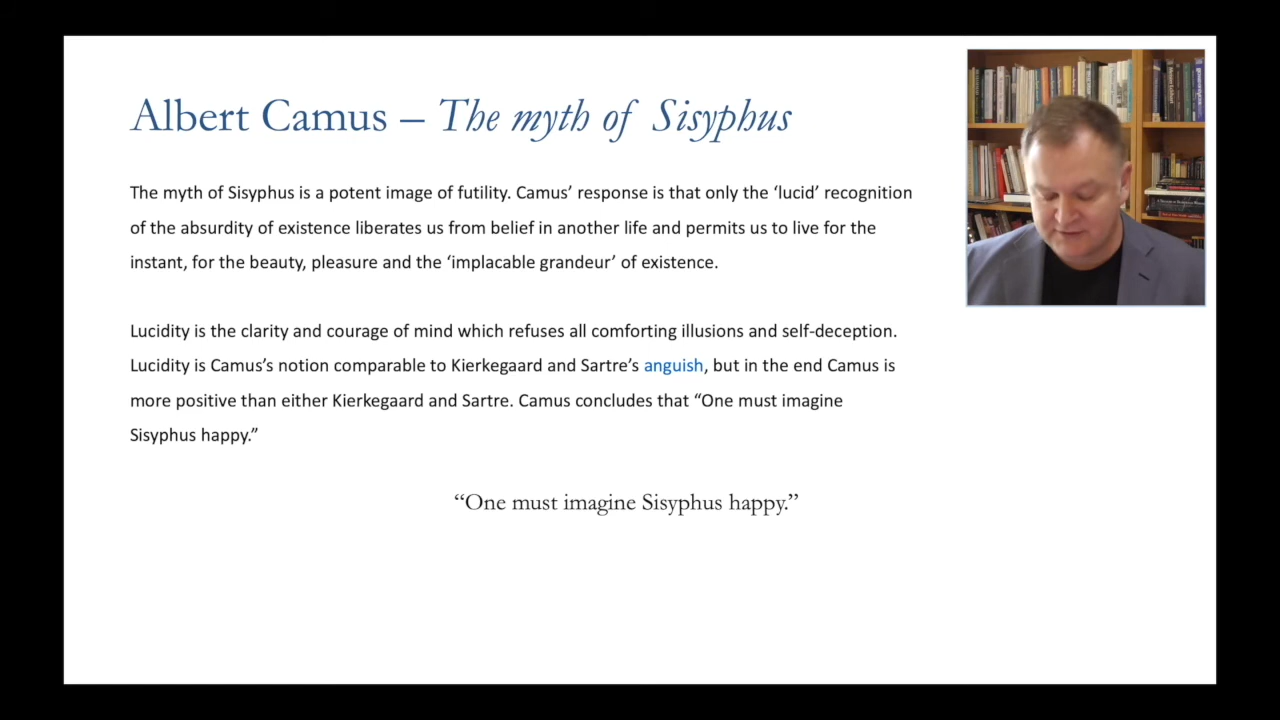 Albert Camus – The myth of Sisyphus
The myth of Sisyphus is a potent image of futility. Camus’ response is that only the ‘lucid’ recognition
of the absurdity of existence liberates us from belief in another life and permits us to live for the
instant, for the beauty, pleasure and the ‘implacable grandeur’ of existence.
Lucidity is the clarity and courage of mind which refuses all comforting illusions and self-deception.
Lucidity is Camus’s notion comparable to Kierkegaard and Sartre’s anguish, but in the end Camus is
more positive than either Kierkegaard and Sartre. Camus concludes that “One must imagine
Sisyphus happy.”
“One must imagine Sisyphus happy.”